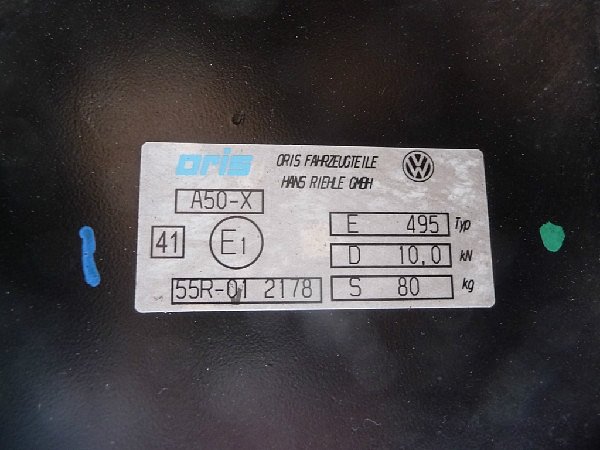 oris ORIS FAHRZEUGTEILE
HANS RIEHLE GMBH
A50-X
41 E1
55R-01 2178
E 495 Typ
D 10,0 kN
S 80 kg